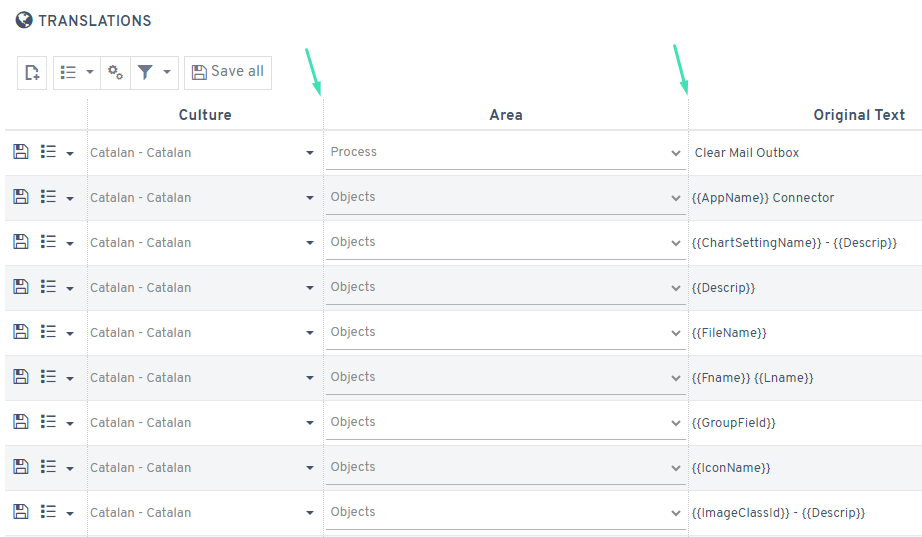 TRANSLATIONS
Save all
Culture Area Original Text
Catalan - Catalan Process Clear Mail Outbox
Catalan - Catalan Objects {{AppName}} Connector
Catalan - Catalan Objects {{ChartSettingName}} - {{Descrip}}
Catalan - Catalan Objects {{Descrip}}
Catalan - Catalan Objects {{FileName}}
Catalan - Catalan Objects {{Fname}} {{Lname}}
Catalan - Catalan Objects {{GroupField}}
Catalan - Catalan Objects {{IconName}}
Catalan - Catalan Objects {{ImageClassId}} - {{Descrip}}